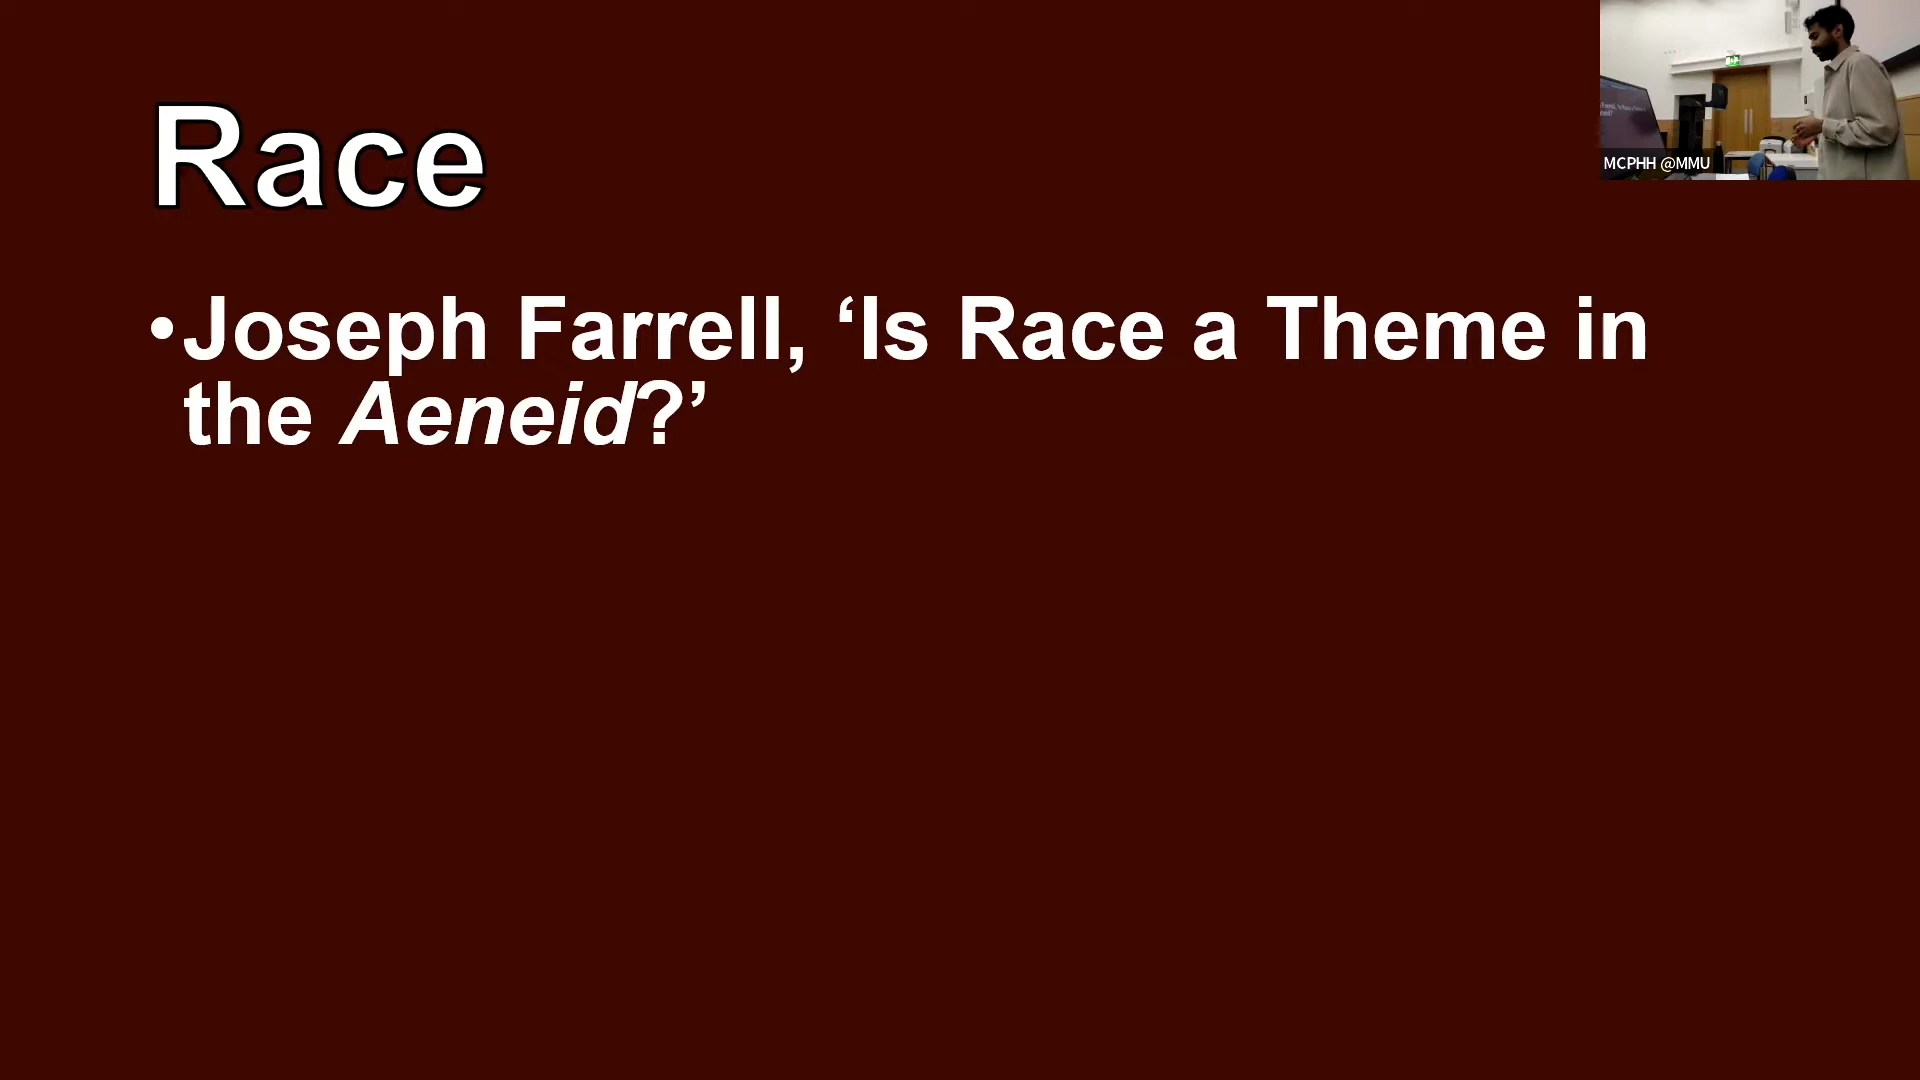 Race
•Joseph Farrell, ‘Is Race a Theme in
the Aeneid?’
MCPHH @MMU